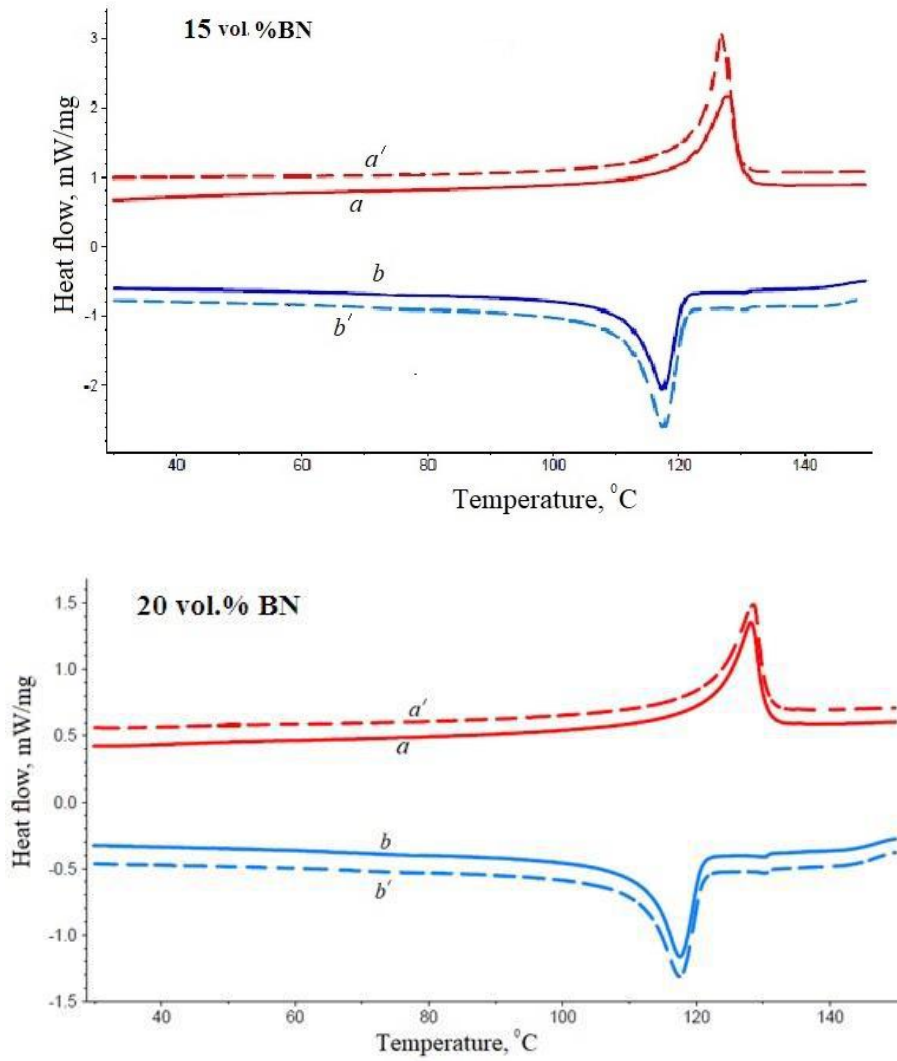 15 vol. %BN
Heat flow, mW/mg
3
2
1
0
-1
-2
a′
a
b
b′
40 60 80 100 120 140
Temperature, ⁰C
20 vol.% BN
Heat flow, mW/mg
1.5
1.0
0.5
0.0
-0.5
-1.0
-1.5
a′
a
b
b′
40 60 80 100 120 140
Temperature, ⁰C